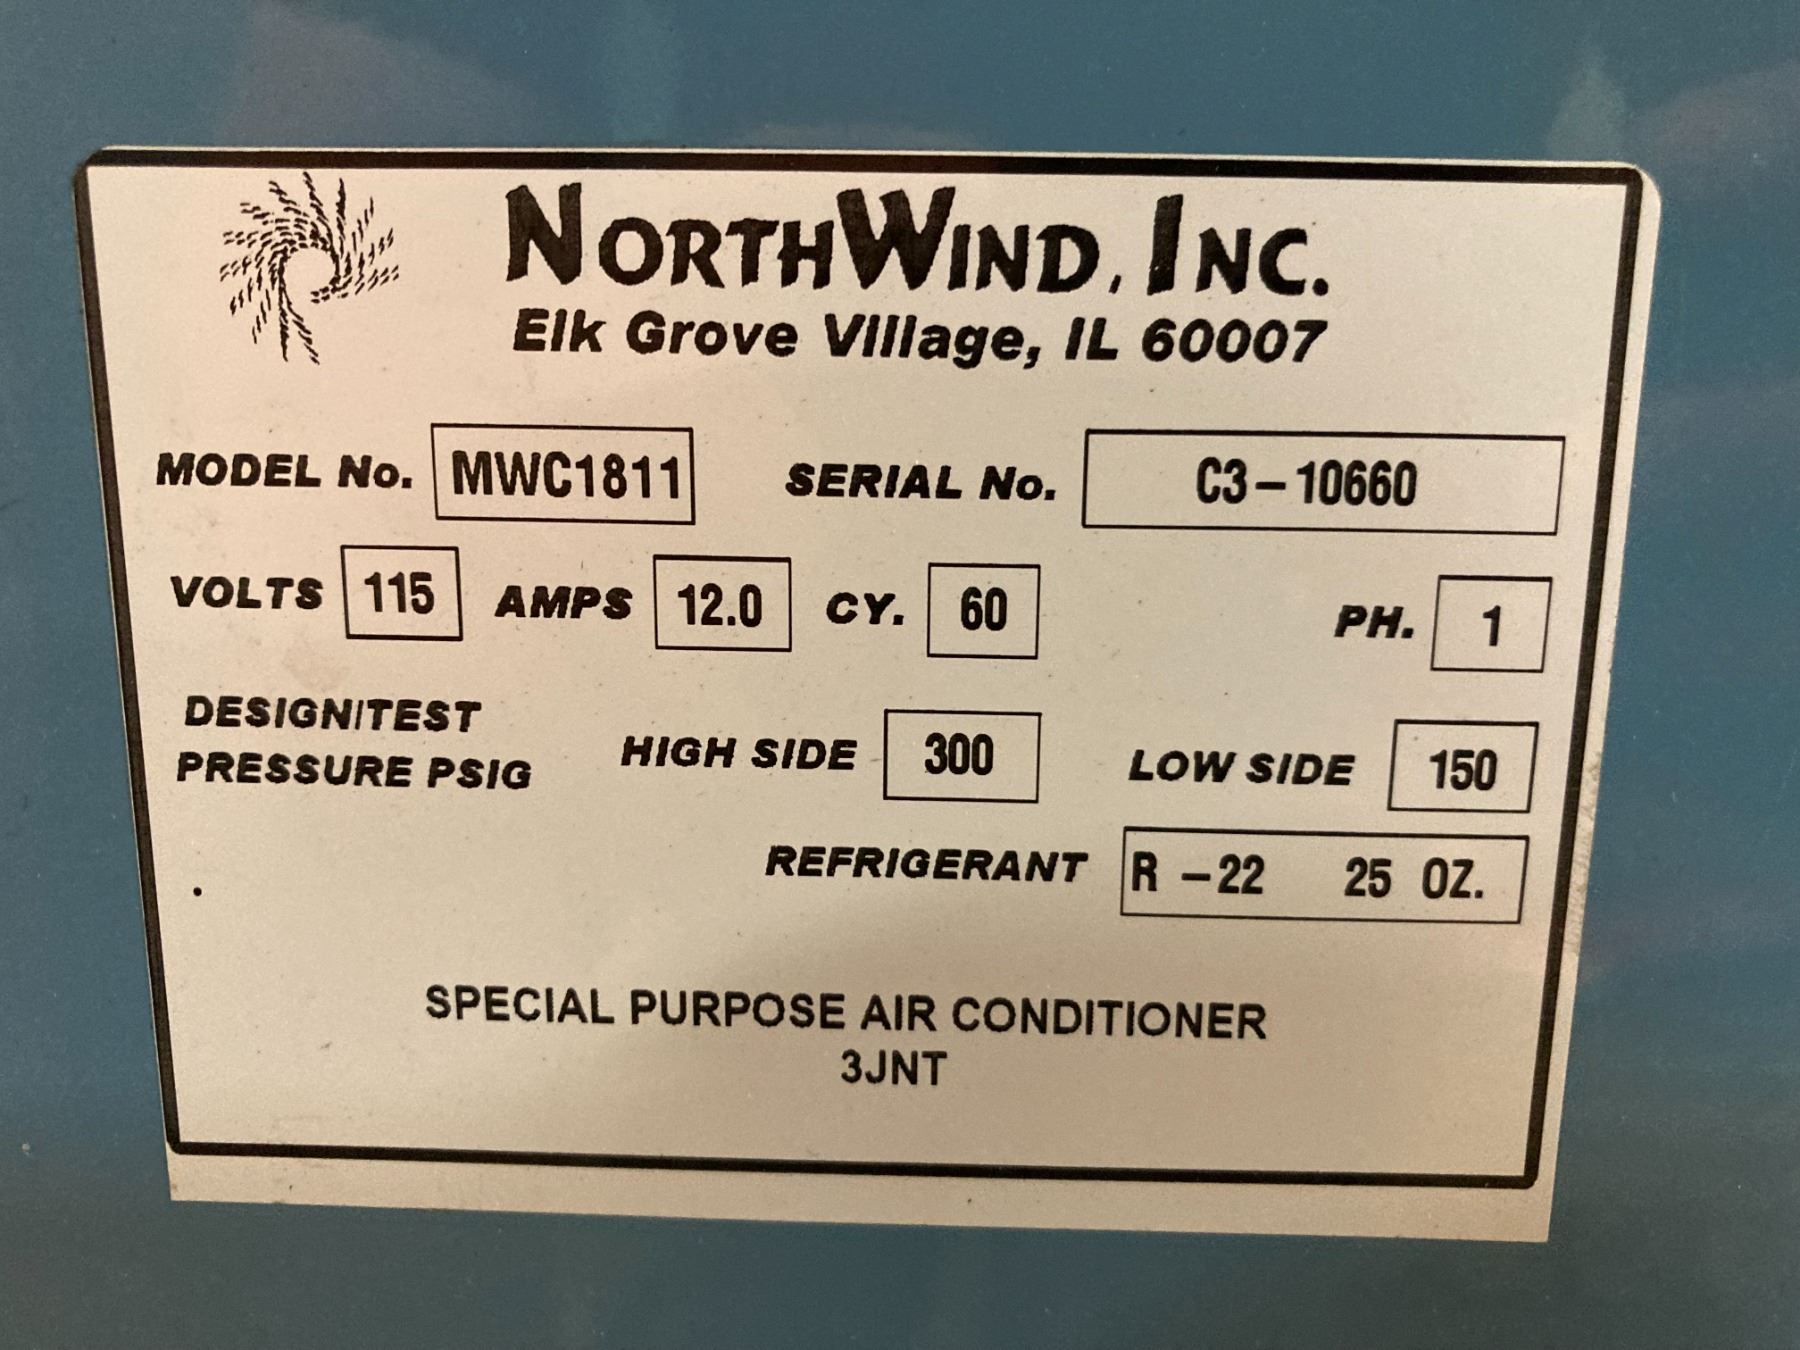 NORTHWIND, INC.
Elk Grove Village, IL 60007
MODEL No. MWC1811 SERIAL No. C3-10660
VOLTS 115 AMPS 12.0 CY. 60 PH. 1
DESIGN/TEST
PRESSURE PSIG HIGH SIDE 300 LOW SIDE 150
REFRIGERANT R -22 25 OZ.
SPECIAL PURPOSE AIR CONDITIONER
3JNT